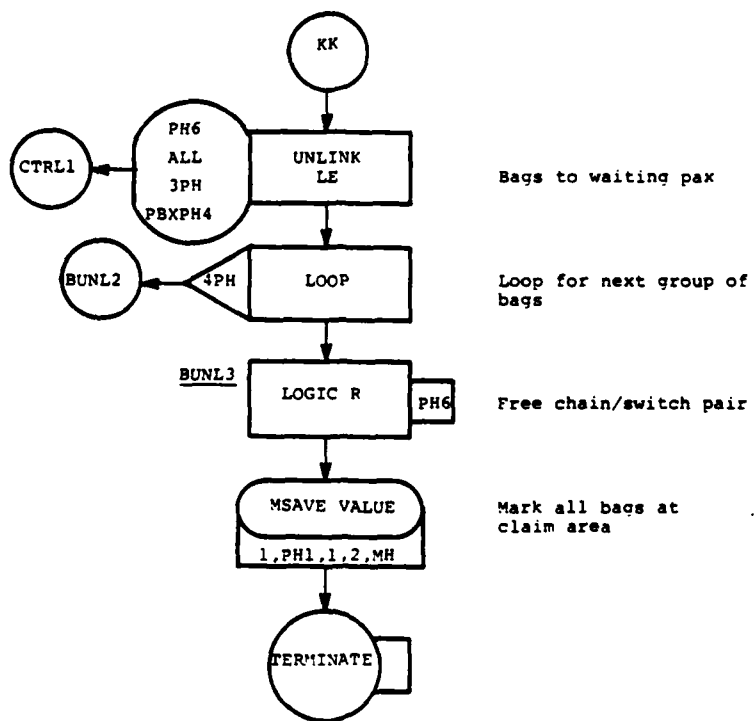 KK
PH6
ALL
3PH
PBXPH4
CTRL1
UNLINK
LE
Bags to waiting pax
BUNL2
4PH
LOOP
Loop for next group of
bags
BUNL3
LOGIC R
PH6
Free chain/switch pair
MSAVE VALUE
1,PH1,1,2,MH
Mark all bags at
claim area
TERMINATE